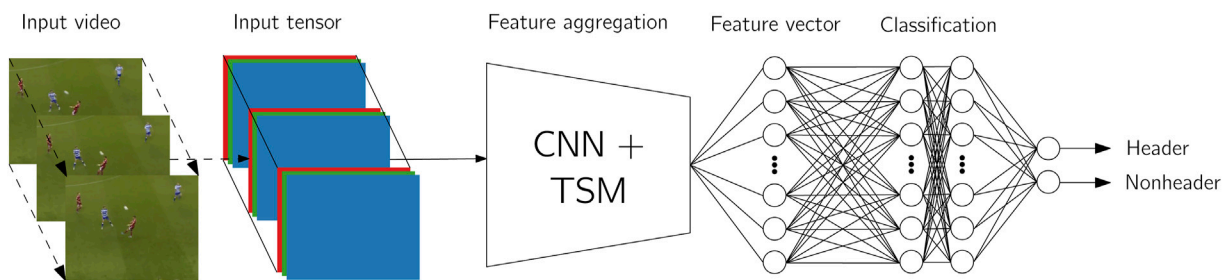 Input video
Input tensor
Feature aggregation
Feature vector
Classification
CNN +
TSM
Header
Nonheader